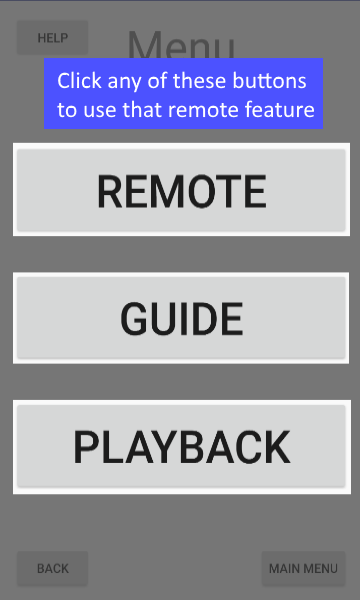 HELP
Menu
Click any of these buttons
to use that remote feature
REMOTE
GUIDE
PLAYBACK
BACK
MAIN MENU